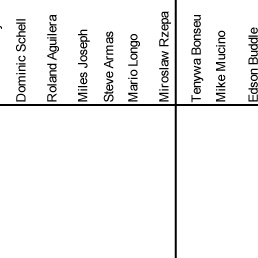 Dominic Schell
Roland Aguilera
Miles Joseph
Steve Armas
Mario Longo
Miroslaw Rzepa
Tenywa Bonseu
Mike Mucino
Edson Buddle